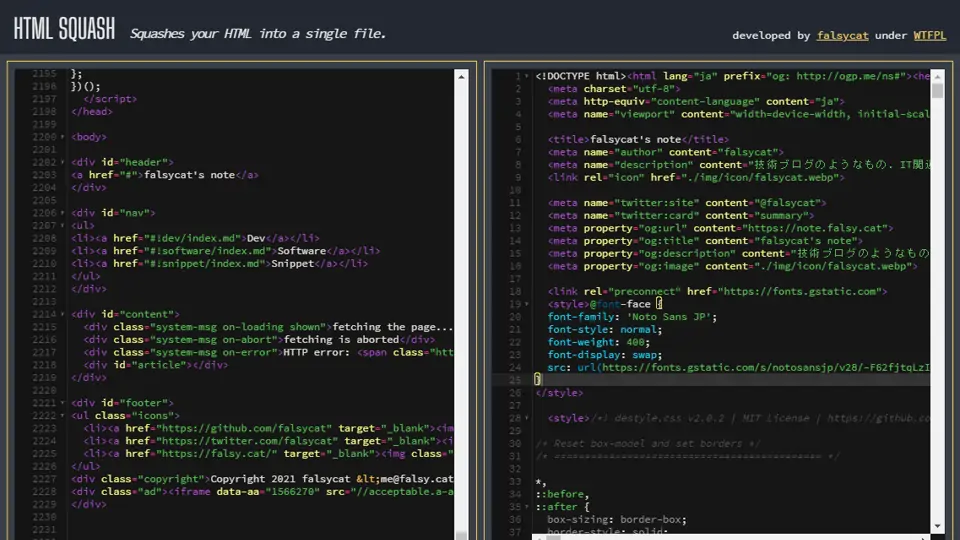 HTML SQUASH
Squashes your HTML into a single file.
developed by falsycat under WTFPL
2195 };
2196 })();
2197 </script>
2198 </head>
2199
2200 <body>
2201
2202 <div id="header">
2203 <a href="#">falsycat's note</a>
2204 </div>
2205
2206 <div id="nav">
2207 <ul>
2208 <li><a href="#!dev/index.md">Dev</a></li>
2209 <li><a href="#!software/index.md">Software</a></li>
2210 <li><a href="#!snippet/index.md">Snippet</a></li>
2211 </ul>
2212 </div>
2213
2214 <div id="content">
2215 <div class="system-msg on-loading shown">fetching the page...
2216 <div class="system-msg on-abort">fetching is aborted</div>
2217 <div class="system-msg on-error">HTTP error: <span class="htt
2218 <div id="article"></div>
2219 </div>
2220
2221 <div id="footer">
2222 <ul class="icons">
2223 <li><a href="https://github.com/falsycat" target="_blank"><i
2224 <li><a href="https://twitter.com/falsycat" target="_blank"><i
2225 <li><a href="https://falsy.cat/" target="_blank"><img class=
2226 </ul>
2227 <div class="copyright">Copyright 2021 falsycat &lt;me@falsy.cat
2228 <div class="ad"><iframe data-aa="1566270" src="//acceptable.a-a
2229 </div>
2230
2231
1 <!DOCTYPE html><html lang="ja" prefix="og: http://ogp.me/ns#"><he
2 <meta charset="utf-8">
3 <meta http-equiv="content-language" content="ja">
4 <meta name="viewport" content="width=device-width, initial-scal
5
6 <title>falsycat's note</title>
7 <meta name="author" content="falsycat">
8 <meta name="description" content="技術ブログのようなもの. IT関連
9 <link rel="icon" href="./img/icon/falsycat.webp">
10
11 <meta name="twitter:site" content="@falsycat">
12 <meta name="twitter:card" content="summary">
13 <meta property="og:url" content="https://note.falsy.cat">
14 <meta property="og:title" content="falsycat's note">
15 <meta property="og:description" content="技術ブログのようなもの
16 <meta property="og:image" content="./img/icon/falsycat.webp">
17
18 <link rel="preconnect" href="https://fonts.gstatic.com">
19 <style>@font-face {
20 font-family: 'Noto Sans JP';
21 font-style: normal;
22 font-weight: 400;
23 font-display: swap;
24 src: url(https://fonts.gstatic.com/s/notosansjp/v28/-F62fjtqLzI
25 }
26 </style>
27
28 <style>/*! destyle.css v2.0.2 | MIT License | https://github.co
29
30 /* Reset box-model and set borders */
31 /* ============================================ */
32
33 *,
34 ::before,
35 ::after {
36 box-sizing: border-box;
37 border-style: solid;